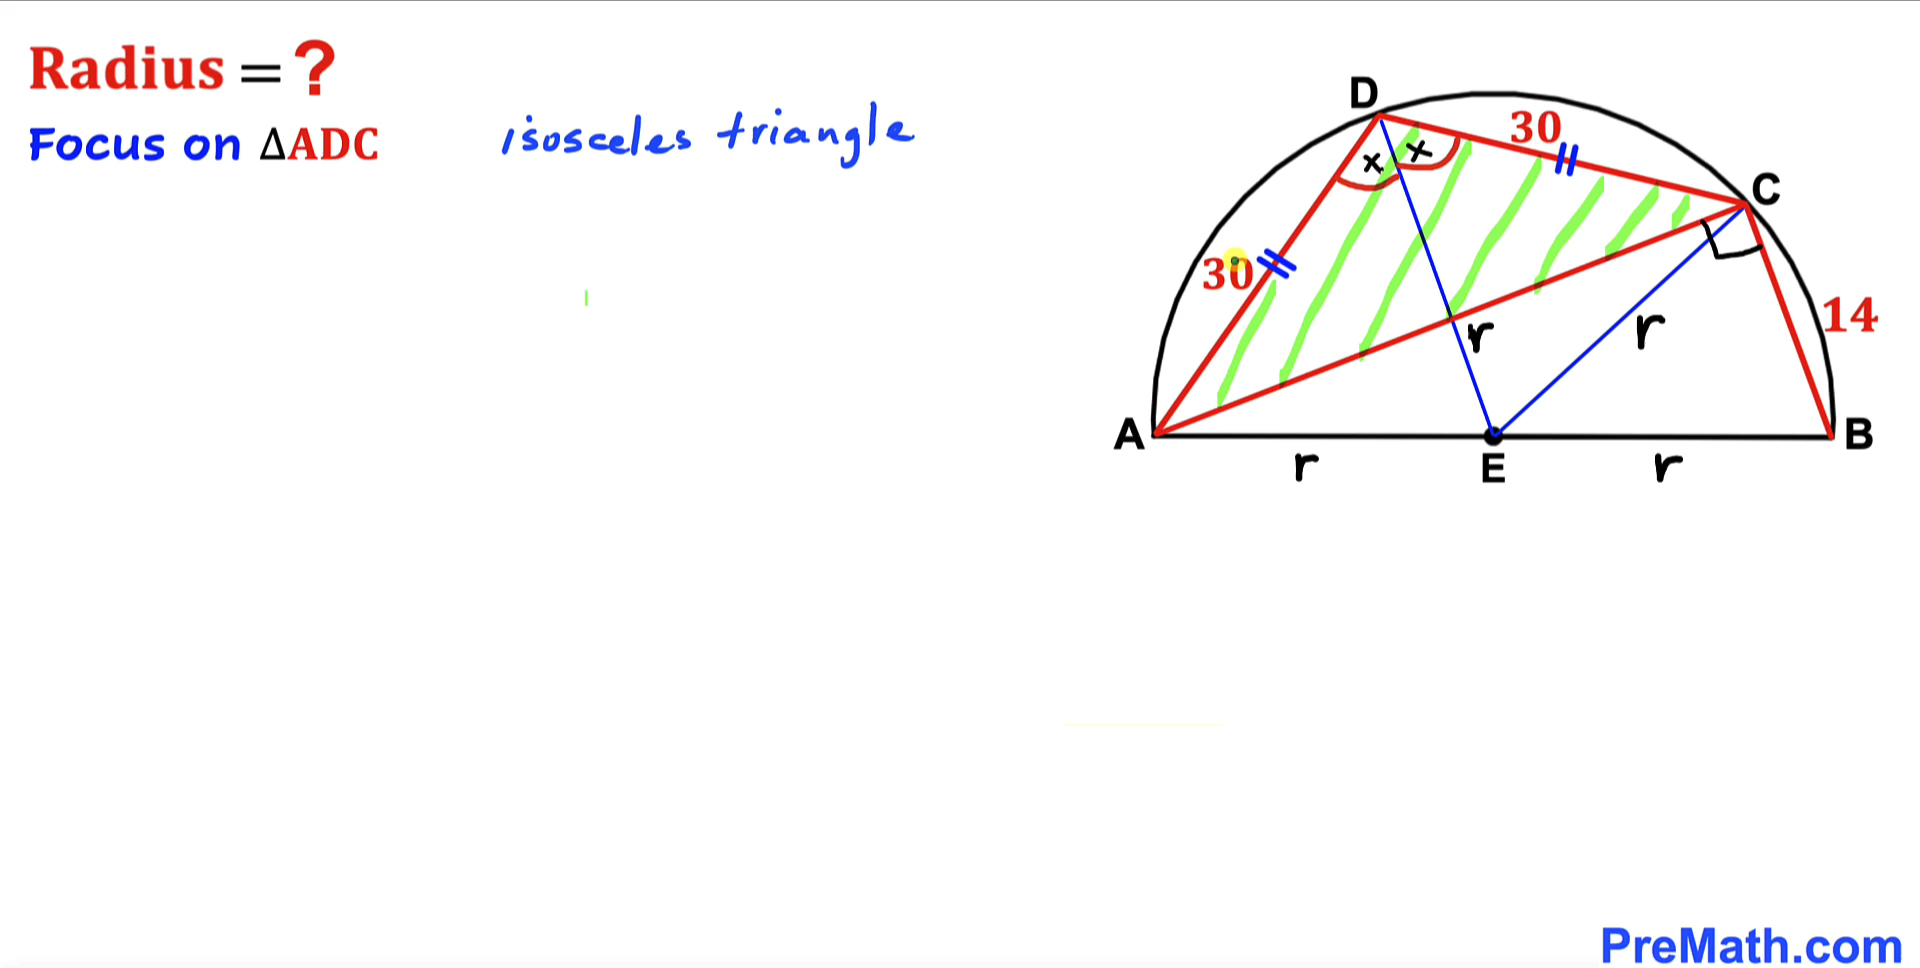 Radius = ?
Focus on ΔADC
isosceles triangle
D
30
x x
C
30
14
r
r
A
E
B
r
r
PreMath.com